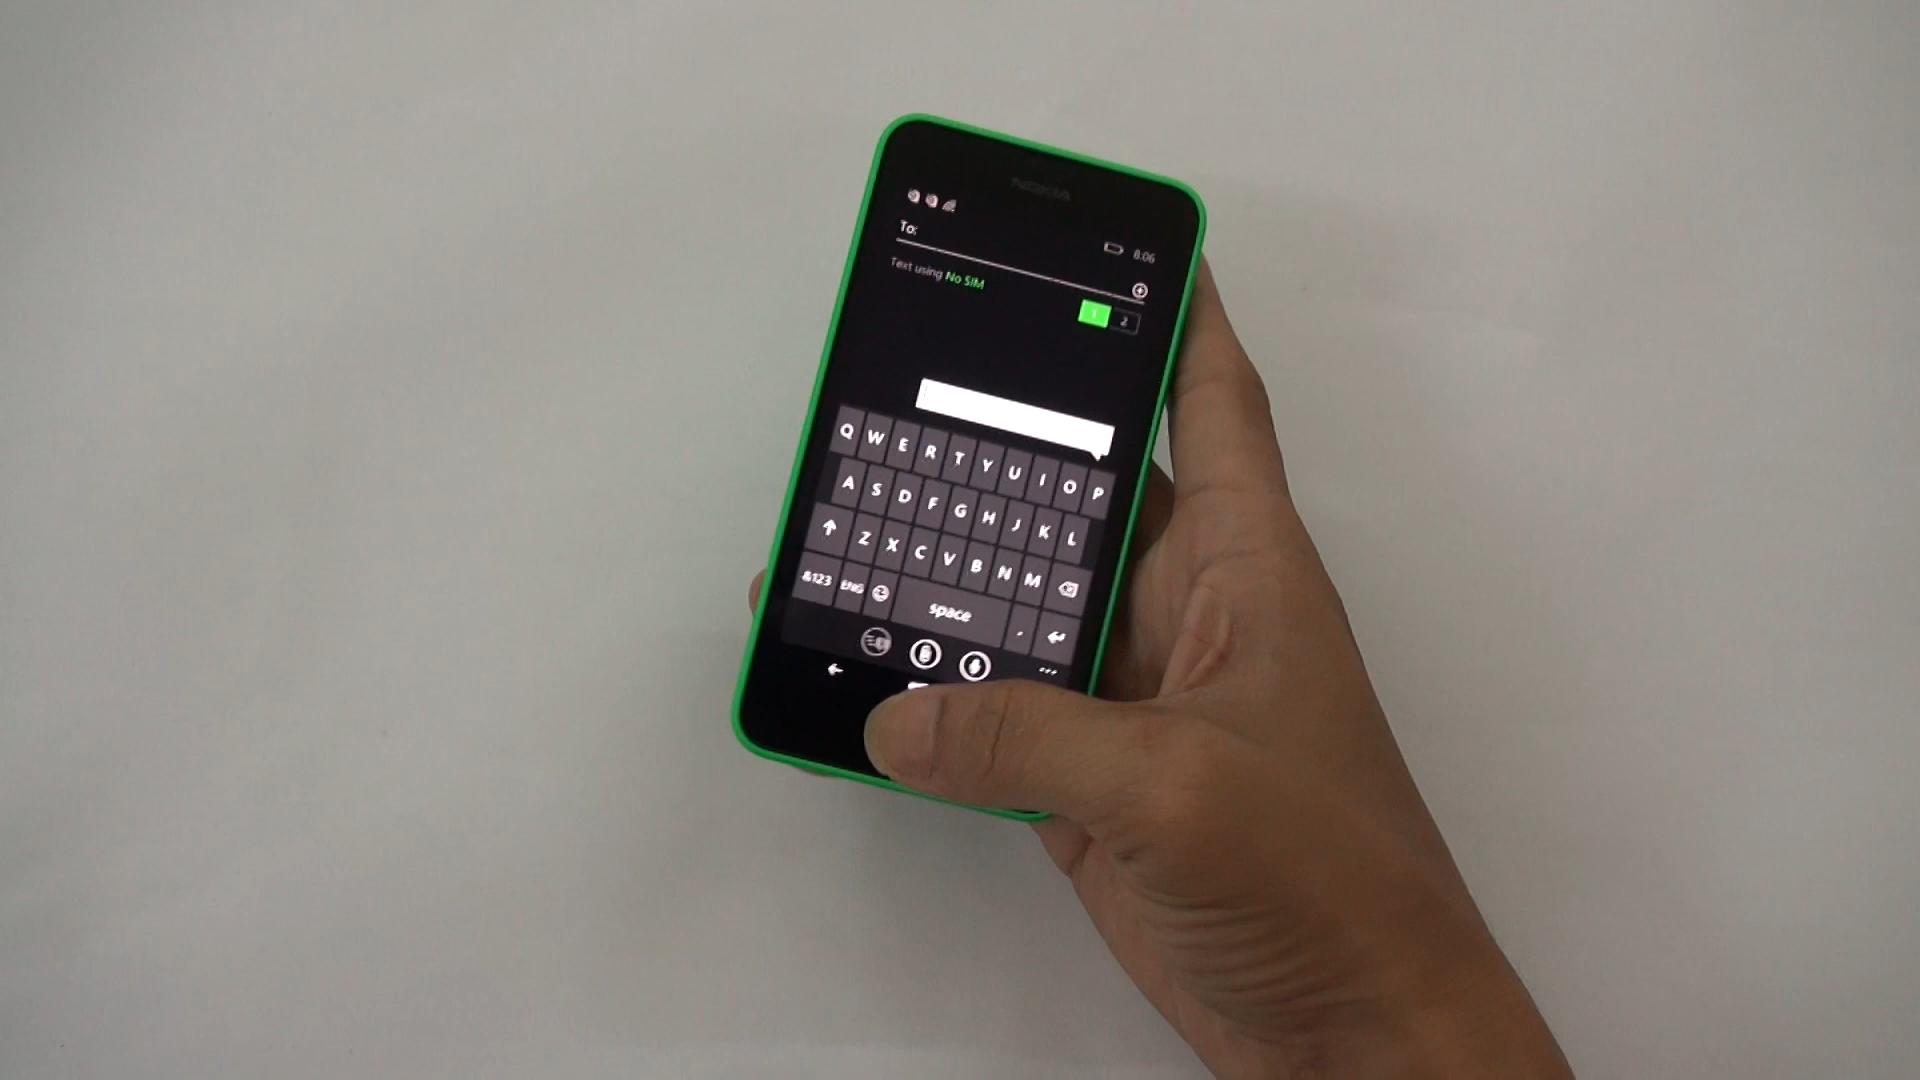 NOKIA
8:06
To:
Text using No SIM
1 2
Q W E R T Y U I O P
A S D F G H J K L
Z X C V B N M
&123 ENG space ,